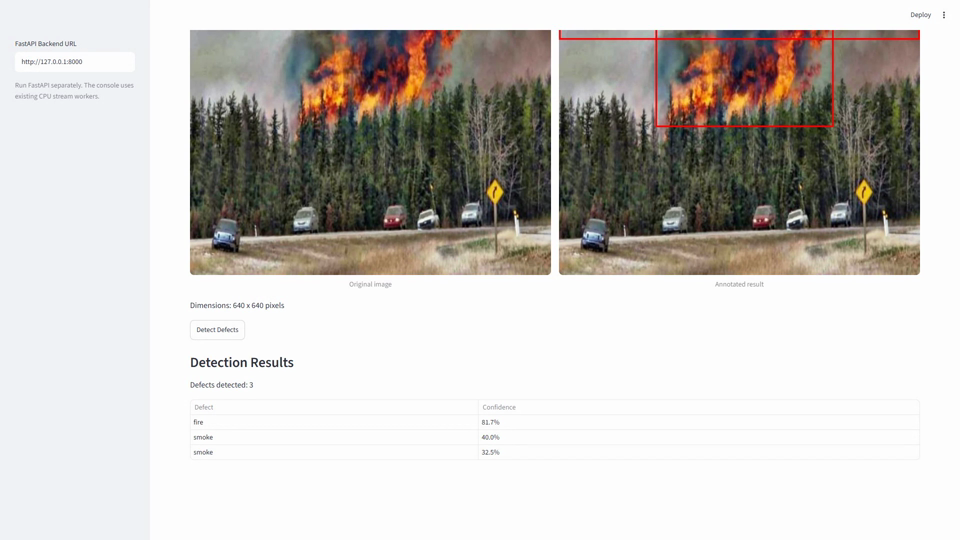 Deploy
FastAPI Backend URL
http://127.0.0.1:8000
Run FastAPI separately. The console uses
existing CPU stream workers.
Original image
Annotated result
Dimensions: 640 x 640 pixels
Detect Defects
Detection Results
Defects detected: 3
Defect Confidence
fire 81.7%
smoke 40.0%
smoke 32.5%